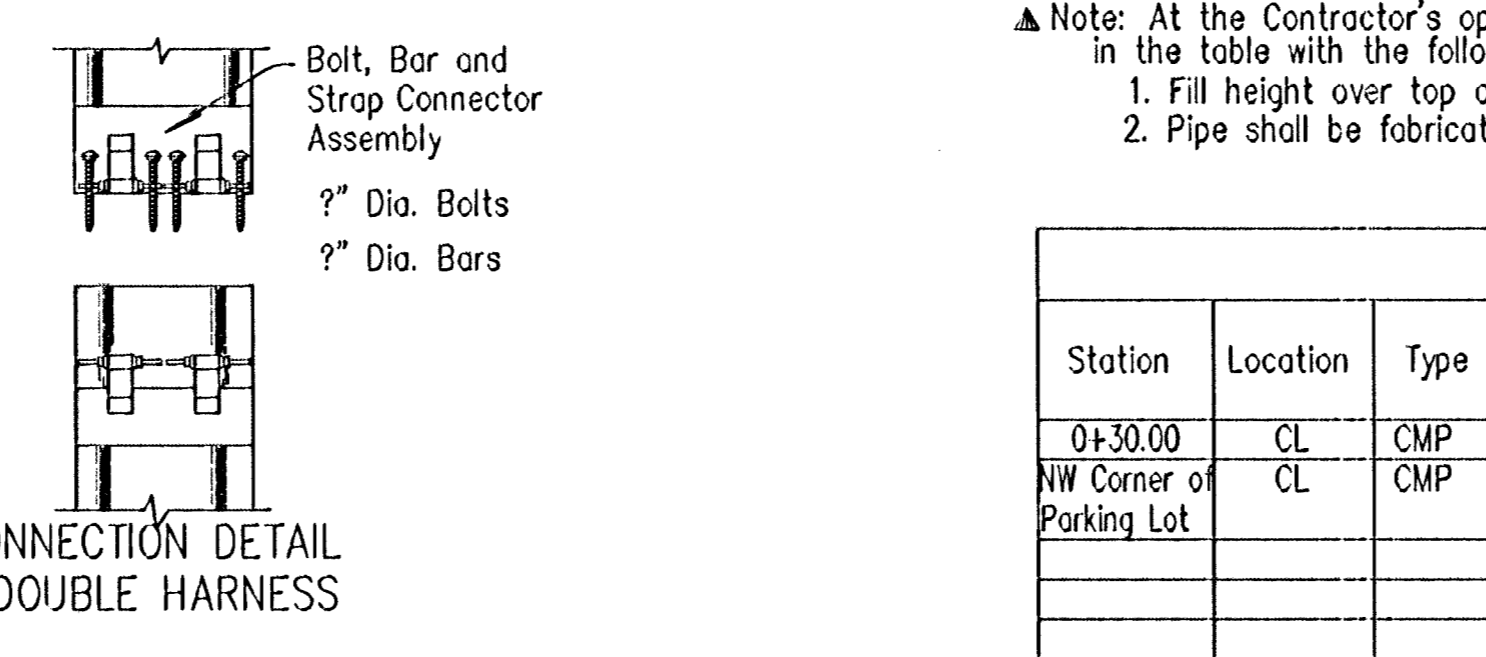 Bolt, Bar and
Strap Connector
Assembly
?" Dia. Bolts
?" Dia. Bars
NNECTION DETAIL
DOUBLE HARNESS
Note: At the Contractor's op
in the table with the follo
1. Fill height over top
2. Pipe shall be fabricat
Station Location Type
0+30.00 CL CMP
NW Corner of CL CMP
Parking Lot